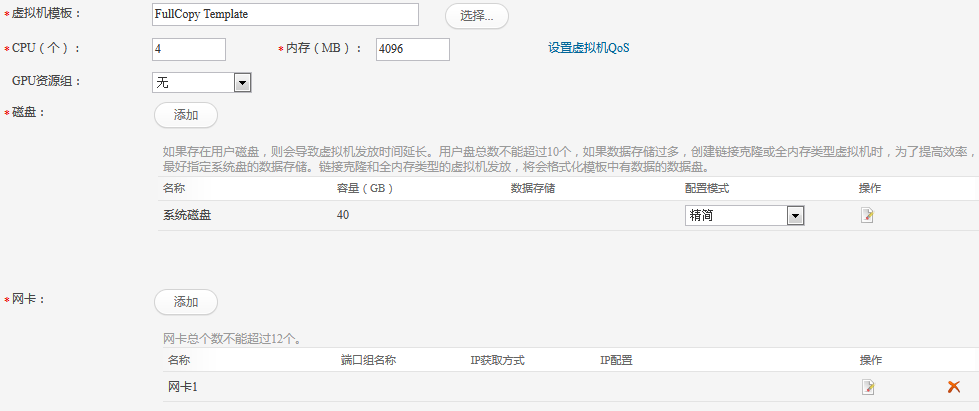 *虚拟机模板： FullCopy Template 选择...
*CPU（个）： 4 *内存（MB）： 4096 设置虚拟机QoS
GPU资源组： 无
*磁盘： 添加
如果存在用户磁盘，则会导致虚拟机发放时间延长。用户盘总数不能超过10个，如果数据存储过多，创建链接克隆或全内存类型虚拟机时，为了提高效率，
最好指定系统盘的数据存储。链接克隆和全内存类型的虚拟机发放，将会格式化模板中有数据的数据盘。
名称 容量（GB） 数据存储 配置模式 操作
系统磁盘 40 精简
*网卡： 添加
网卡总个数不能超过12个。
名称 端口组名称 IP获取方式 IP配置 操作
网卡1